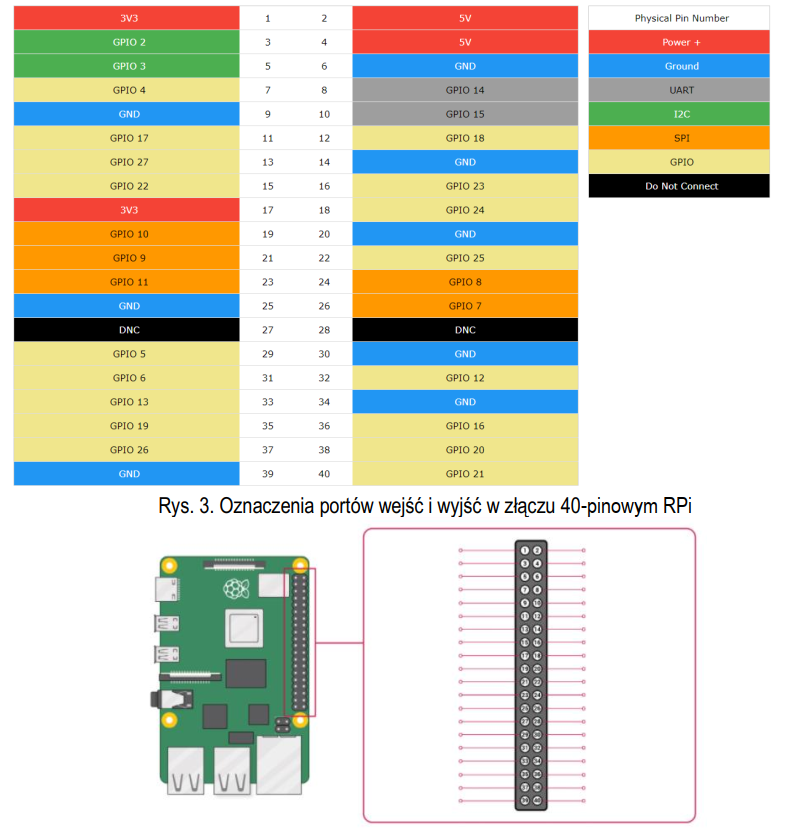 3V3 1 2 5V Physical Pin Number
GPIO 2 3 4 5V Power +
GPIO 3 5 6 GND Ground
GPIO 4 7 8 GPIO 14 UART
GND 9 10 GPIO 15 I2C
GPIO 17 11 12 GPIO 18 SPI
GPIO 27 13 14 GND GPIO
GPIO 22 15 16 GPIO 23 Do Not Connect
3V3 17 18 GPIO 24
GPIO 10 19 20 GND
GPIO 9 21 22 GPIO 25
GPIO 11 23 24 GPIO 8
GND 25 26 GPIO 7
DNC 27 28 DNC
GPIO 5 29 30 GND
GPIO 6 31 32 GPIO 12
GPIO 13 33 34 GND
GPIO 19 35 36 GPIO 16
GPIO 26 37 38 GPIO 20
GND 39 40 GPIO 21
Rys. 3. Oznaczenia portów wejść i wyjść w złączu 40-pinowym RPi
1 2
3 4
5 6
7 8
9 10
11 12
13 14
15 16
17 18
19 20
21 22
23 24
25 26
27 28
29 30
31 32
33 34
35 36
37 38
39 40